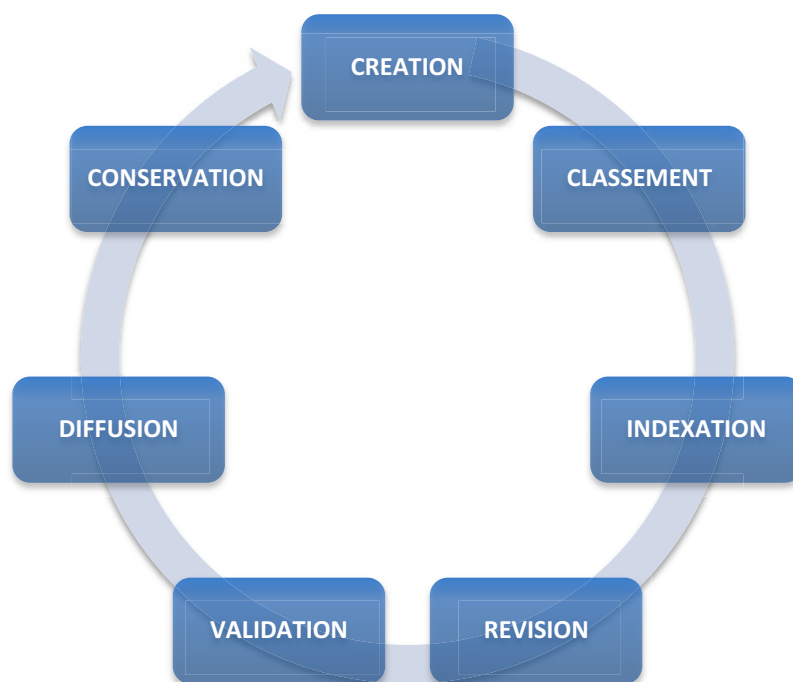 CREATION
CLASSEMENT
INDEXATION
REVISION
VALIDATION
DIFFUSION
CONSERVATION